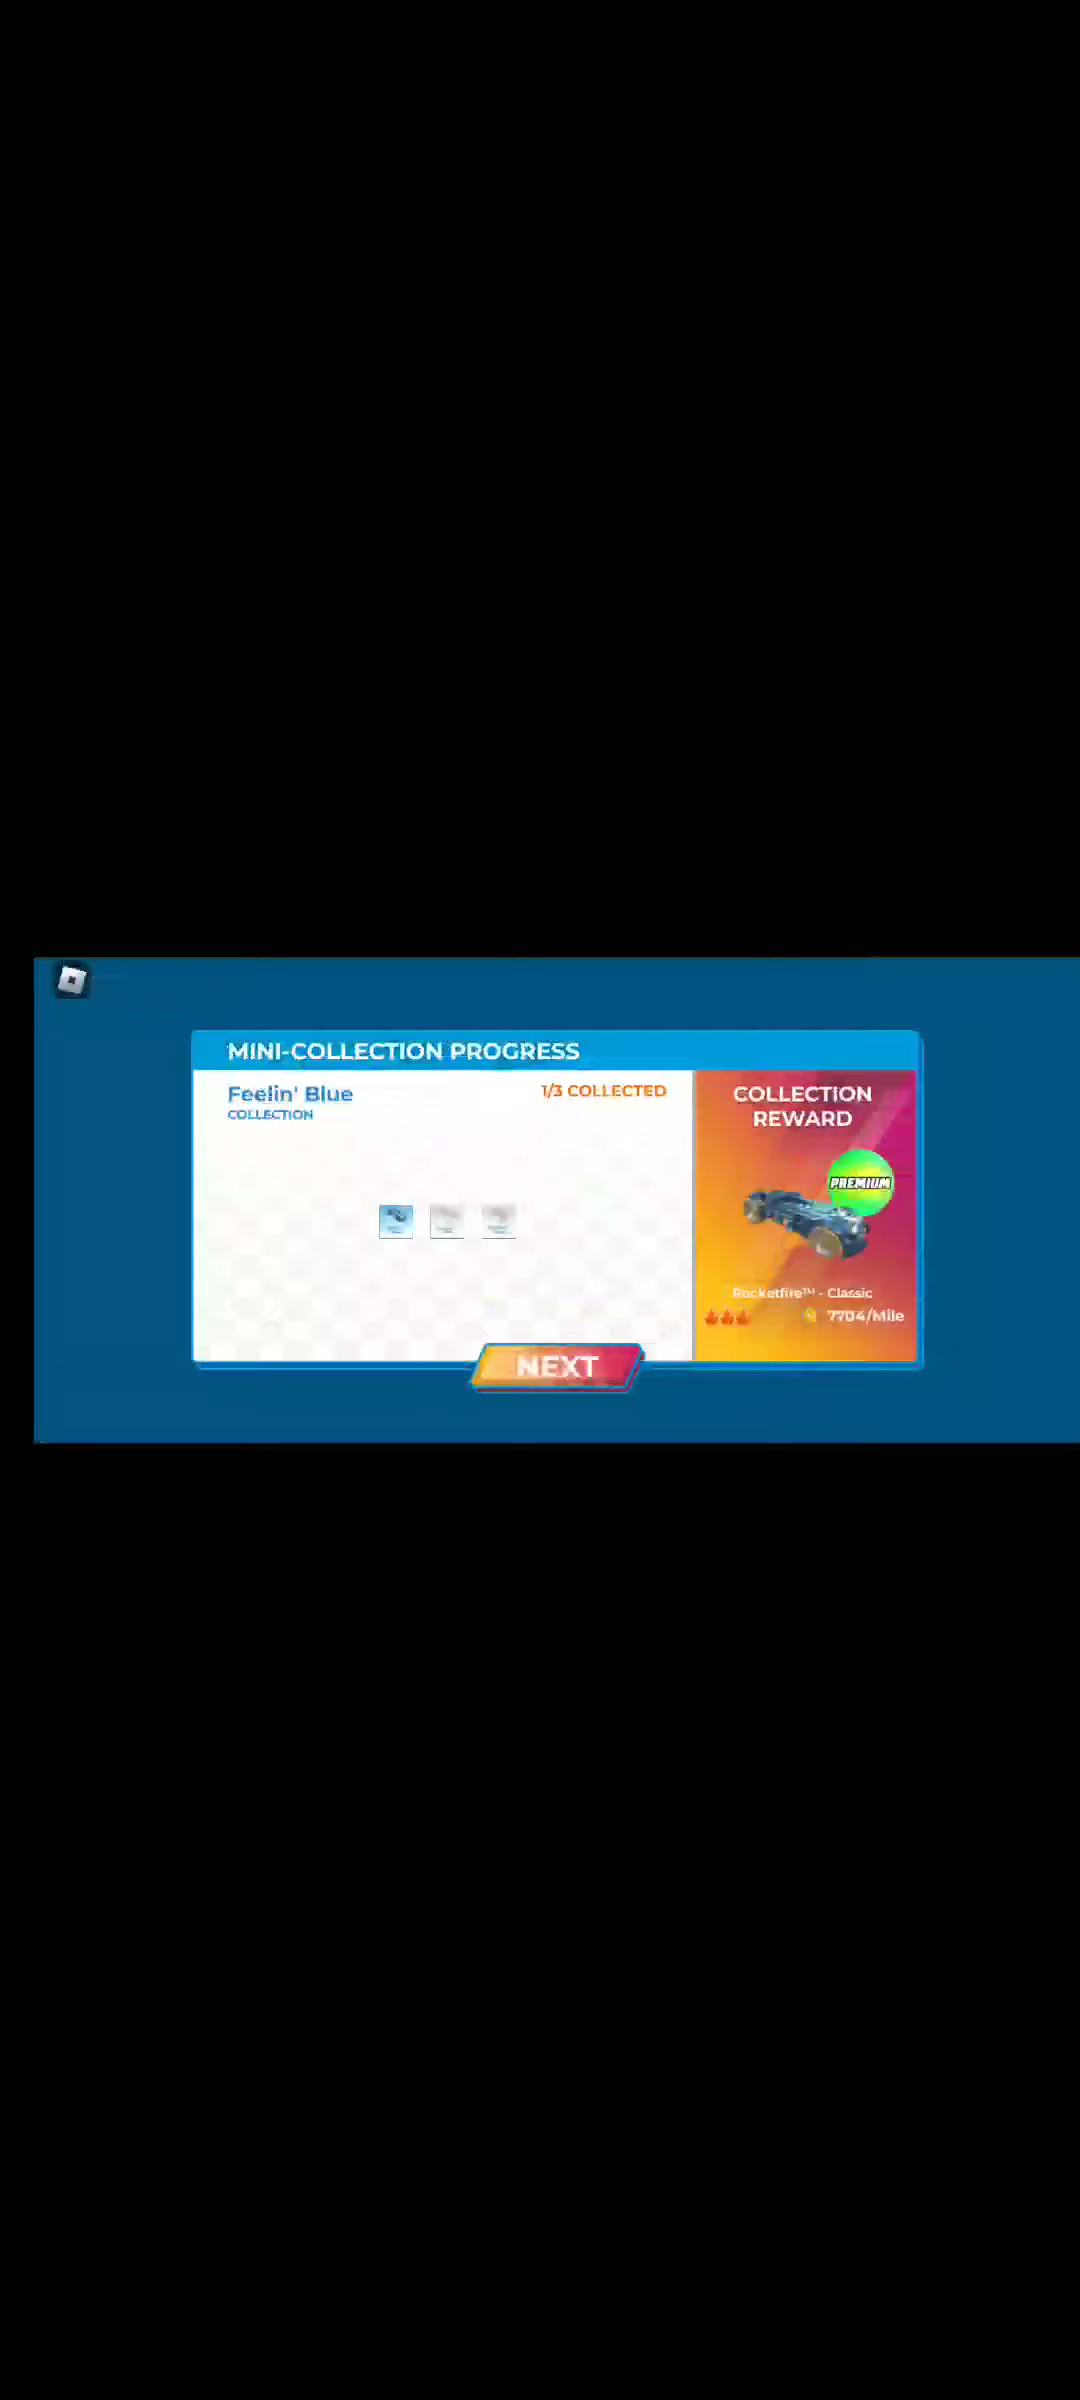 MINI-COLLECTION PROGRESS
Feelin' Blue
COLLECTION
1/3 COLLECTED
COLLECTION
REWARD
PREMIUM
Rocketfire™ - Classic
7704/Mile
NEXT